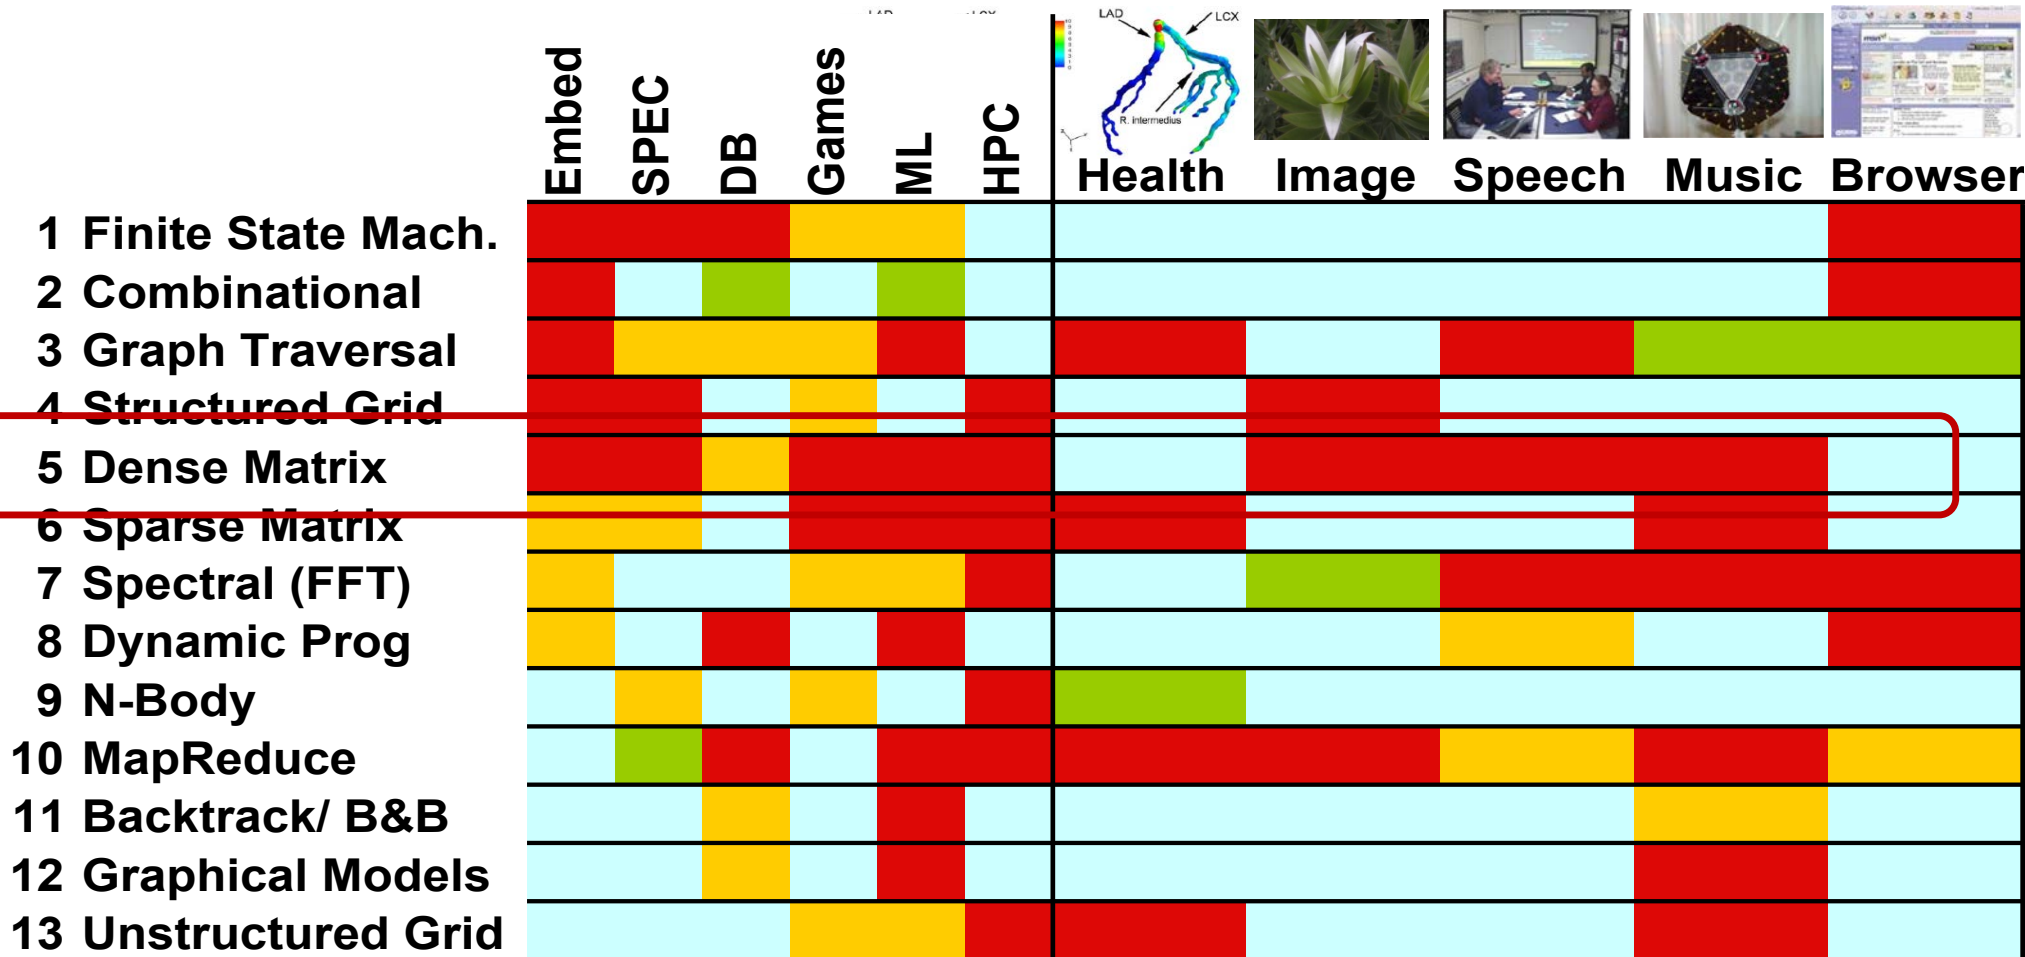 LAD
LCX
R. intermedius
Embed
SPEC
DB
Games
ML
HPC
Health Image Speech Music Browser
1 Finite State Mach.
2 Combinational
3 Graph Traversal
4 Structured Grid
5 Dense Matrix
6 Sparse Matrix
7 Spectral (FFT)
8 Dynamic Prog
9 N-Body
10 MapReduce
11 Backtrack/ B&B
12 Graphical Models
13 Unstructured Grid